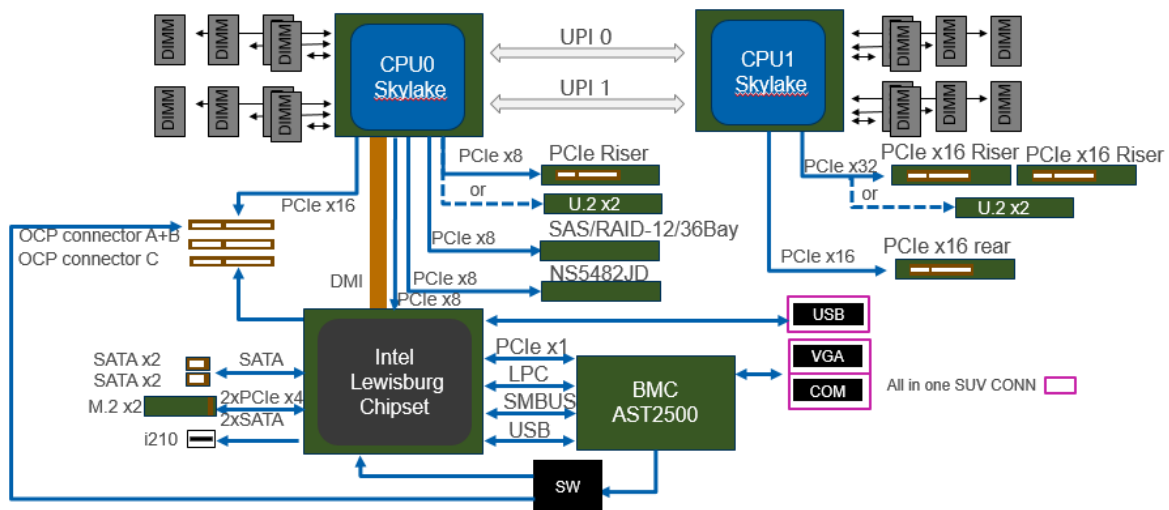 DIMM
DIMM
DIMM
DIMM
CPU0
Skylake
UPI 0
CPU1
Skylake
DIMM
DIMM
DIMM
DIMM
DIMM
DIMM
DIMM
UPI 1
DIMM
DIMM
DIMM
PCIe x8
PCIe Riser
or
U.2 x2
PCIe x32
PCIe x16 Riser
PCIe x16 Riser
or
U.2 x2
PCIe x16
OCP connector A+B
OCP connector C
PCIe x8
SAS/RAID-12/36Bay
PCIe x16
PCIe x16 rear
DMI
PCIe x8
NS5482JD
PCIe x8
USB
Intel
Lewisburg
Chipset
PCIe x1
LPC
SMBUS
USB
BMC
AST2500
VGA
COM
All in one SUV CONN
SATA x2
SATA x2
SATA
M.2 x2
2xPCIe x4
2xSATA
i210
SW